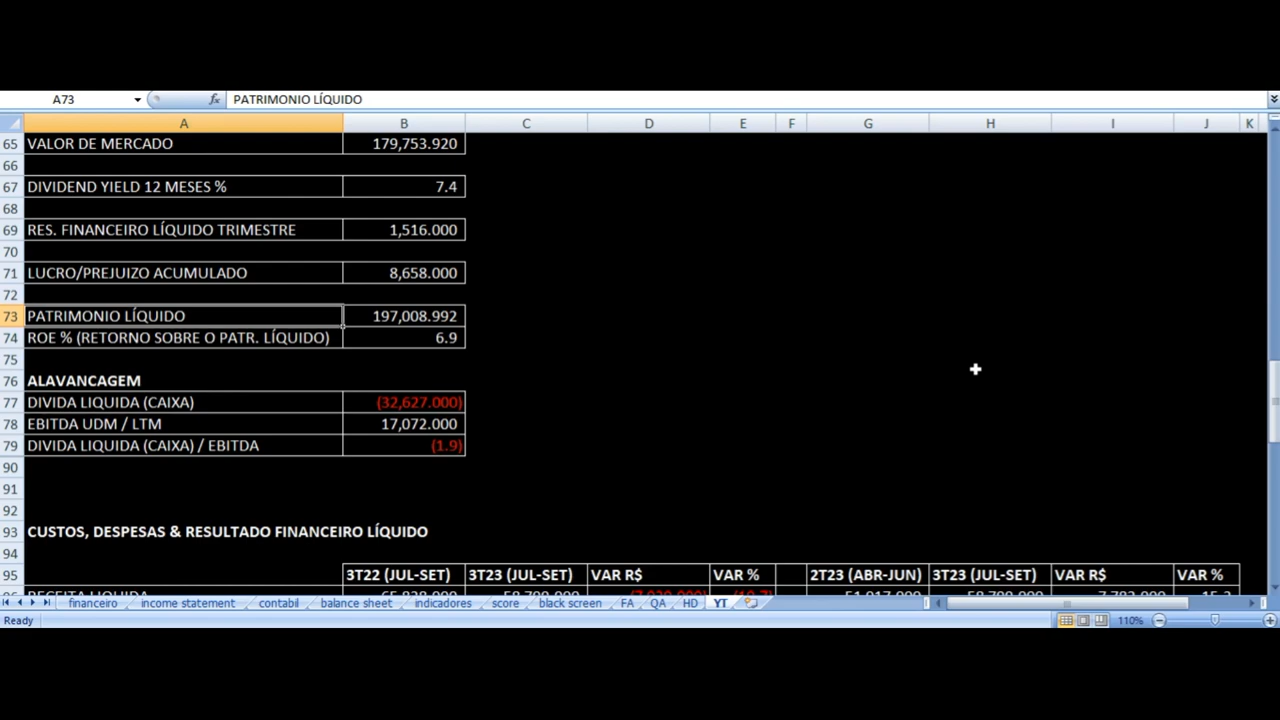 A73 fx PATRIMONIO LÍQUIDO
A B C D E F G H I J K
65 VALOR DE MERCADO 179,753.920
66
67 DIVIDEND YIELD 12 MESES % 7.4
68
69 RES. FINANCEIRO LÍQUIDO TRIMESTRE 1,516.000
70
71 LUCRO/PREJUIZO ACUMULADO 8,658.000
72
73 PATRIMONIO LÍQUIDO 197,008.992
74 ROE % (RETORNO SOBRE O PATR. LÍQUIDO) 6.9
75
76 ALAVANCAGEM
77 DIVIDA LIQUIDA (CAIXA) (32,627.000)
78 EBITDA UDM / LTM 17,072.000
79 DIVIDA LIQUIDA (CAIXA) / EBITDA (1.9)
90
91
92
93 CUSTOS, DESPESAS & RESULTADO FINANCEIRO LÍQUIDO
94
95 3T22 (JUL-SET) 3T23 (JUL-SET) VAR R$ VAR % 2T23 (ABR-JUN) 3T23 (JUL-SET) VAR R$ VAR %
financeiro income statement contabil balance sheet indicadores score black screen FA QA HD YT
Ready 110%